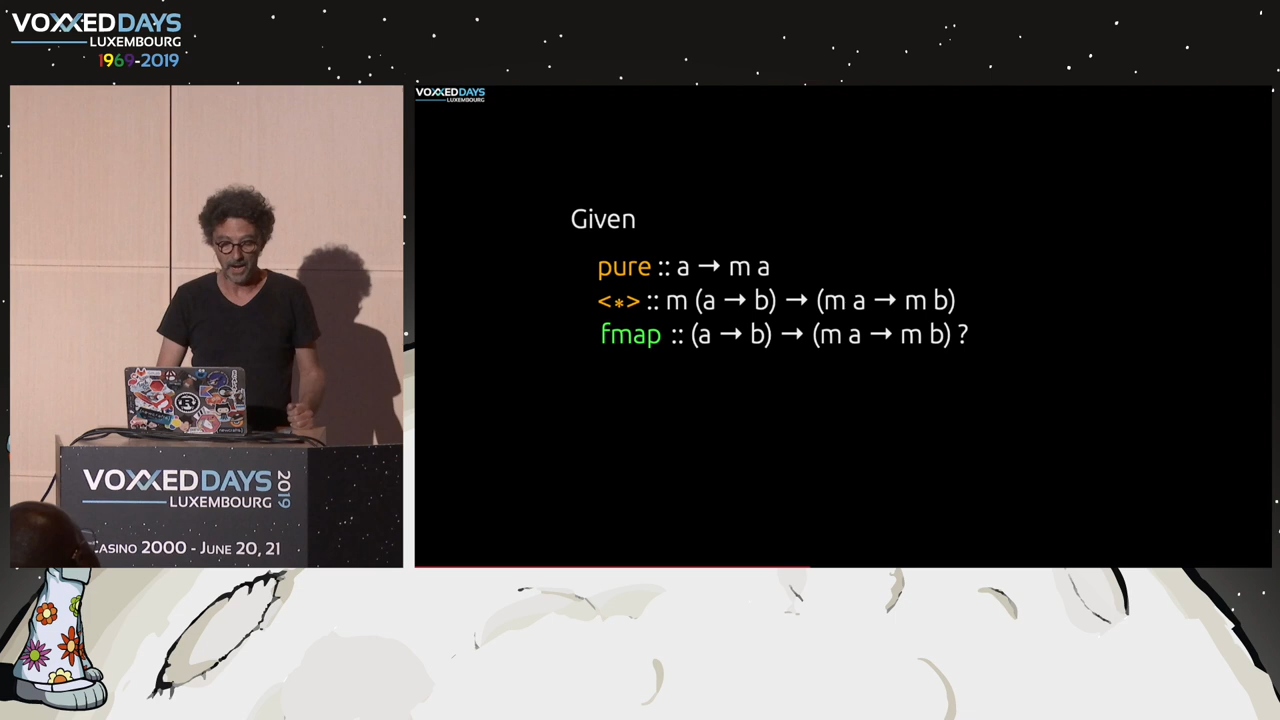 VOXXEDDAYS
LUXEMBOURG
1969-2019
VOXXEDDAYS
LUXEMBOURG
Given
pure :: a → m a
<*> :: m (a → b) → (m a → m b)
fmap :: (a → b) → (m a → m b) ?
VOXXEDDAYS
LUXEMBOURG
2019
CASINO 2000 - JUNE 20, 21